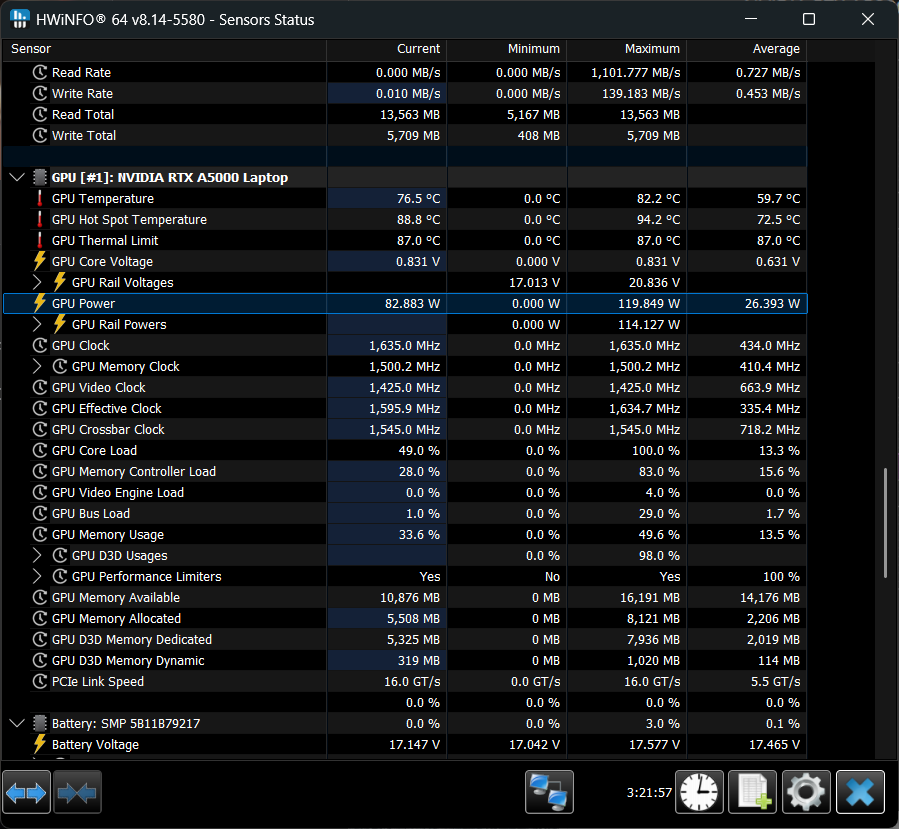 HWiNFO® 64 v8.14-5580 - Sensors Status
Sensor Current Minimum Maximum Average
Read Rate 0.000 MB/s 0.000 MB/s 1,101.777 MB/s 0.727 MB/s
Write Rate 0.010 MB/s 0.000 MB/s 139.183 MB/s 0.453 MB/s
Read Total 13,563 MB 5,167 MB 13,563 MB
Write Total 5,709 MB 408 MB 5,709 MB
GPU [#1]: NVIDIA RTX A5000 Laptop
GPU Temperature 76.5 °C 0.0 °C 82.2 °C 59.7 °C
GPU Hot Spot Temperature 88.8 °C 0.0 °C 94.2 °C 72.5 °C
GPU Thermal Limit 87.0 °C 0.0 °C 87.0 °C 87.0 °C
GPU Core Voltage 0.831 V 0.000 V 0.831 V 0.631 V
GPU Rail Voltages 17.013 V 20.836 V
GPU Power 82.883 W 0.000 W 119.849 W 26.393 W
GPU Rail Powers 0.000 W 114.127 W
GPU Clock 1,635.0 MHz 0.0 MHz 1,635.0 MHz 434.0 MHz
GPU Memory Clock 1,500.2 MHz 0.0 MHz 1,500.2 MHz 410.4 MHz
GPU Video Clock 1,425.0 MHz 0.0 MHz 1,425.0 MHz 663.9 MHz
GPU Effective Clock 1,595.9 MHz 0.0 MHz 1,634.7 MHz 335.4 MHz
GPU Crossbar Clock 1,545.0 MHz 0.0 MHz 1,545.0 MHz 718.2 MHz
GPU Core Load 49.0 % 0.0 % 100.0 % 13.3 %
GPU Memory Controller Load 28.0 % 0.0 % 83.0 % 15.6 %
GPU Video Engine Load 0.0 % 0.0 % 4.0 % 0.0 %
GPU Bus Load 1.0 % 0.0 % 29.0 % 1.7 %
GPU Memory Usage 33.6 % 0.0 % 49.6 % 13.5 %
GPU D3D Usages 0.0 % 98.0 %
GPU Performance Limiters Yes No Yes 100 %
GPU Memory Available 10,876 MB 0 MB 16,191 MB 14,176 MB
GPU Memory Allocated 5,508 MB 0 MB 8,121 MB 2,206 MB
GPU D3D Memory Dedicated 5,325 MB 0 MB 7,936 MB 2,019 MB
GPU D3D Memory Dynamic 319 MB 0 MB 1,020 MB 114 MB
PCIe Link Speed 16.0 GT/s 0.0 GT/s 16.0 GT/s 5.5 GT/s
0.0 % 0.0 % 0.0 % 0.0 %
Battery: SMP 5B11B79217 0.0 % 0.0 % 3.0 % 0.1 %
Battery Voltage 17.147 V 17.042 V 17.577 V 17.465 V
3:21:57